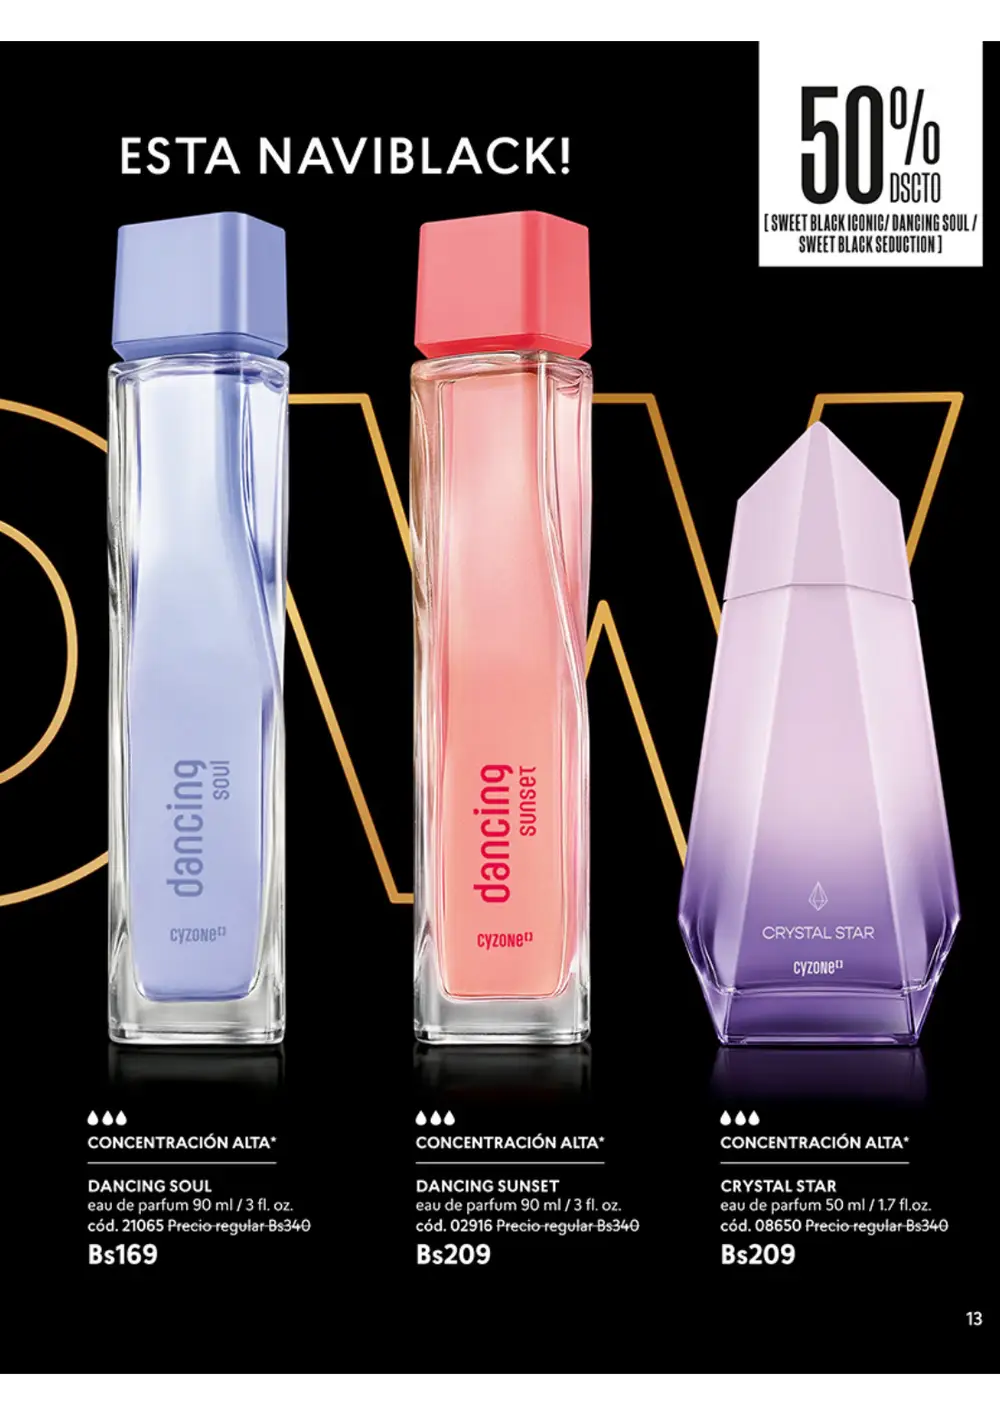 50% DSCTO
[ SWEET BLACK ICONIC/ DANCING SOUL /
SWEET BLACK SEDUCTION ]
ESTA NAVIBLACK!
dancing
soul
cyzone
dancing
sunset
cyzone
CRYSTAL STAR
cyzone
CONCENTRACIÓN ALTA*
DANCING SOUL
eau de parfum 90 ml / 3 fl. oz.
cód. 21065 Precio regular Bs340
Bs169
CONCENTRACIÓN ALTA*
DANCING SUNSET
eau de parfum 90 ml / 3 fl. oz.
cód. 02916 Precio regular Bs340
Bs209
CONCENTRACIÓN ALTA*
CRYSTAL STAR
eau de parfum 50 ml / 1.7 fl.oz.
cód. 08650 Precio regular Bs340
Bs209
13